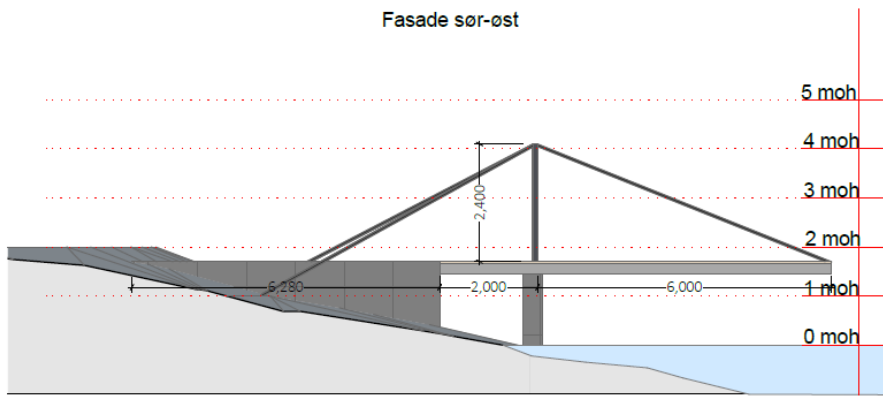 Fasade sør-øst
5 moh
4 moh
3 moh
2,400
2 moh
6,280
2,000
6,000
1 moh
0 moh